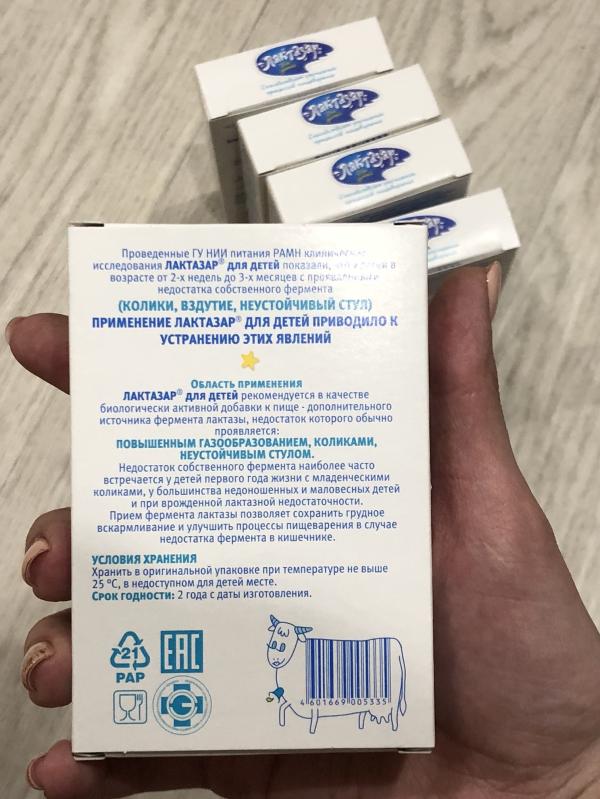 Лактазар
Лактазар
Лактазар
Проведенные ГУ НИИ питания РАМН клинические
исследования ЛАКТАЗАР® ДЛЯ ДЕТЕЙ показали, что у детей в
возрасте от 2-х недель до 3-х месяцев с проявлениями
недостатка собственного фермента
(КОЛИКИ, ВЗДУТИЕ, НЕУСТОЙЧИВЫЙ СТУЛ)
ПРИМЕНЕНИЕ ЛАКТАЗАР® ДЛЯ ДЕТЕЙ ПРИВОДИЛО К
УСТРАНЕНИЮ ЭТИХ ЯВЛЕНИЙ
ОБЛАСТЬ ПРИМЕНЕНИЯ
ЛАКТАЗАР® ДЛЯ ДЕТЕЙ рекомендуется в качестве
биологически активной добавки к пище - дополнительного
источника фермента лактазы, недостаток которого обычно
проявляется:
ПОВЫШЕННЫМ ГАЗООБРАЗОВАНИЕМ, КОЛИКАМИ,
НЕУСТОЙЧИВЫМ СТУЛОМ.
Недостаток собственного фермента наиболее часто
встречается у детей первого года жизни с младенческими
коликами, у большинства недоношенных и маловесных детей
и при врожденной лактазной недостаточности.
Прием фермента лактазы позволяет сохранить грудное
вскармливание и улучшить процессы пищеварения в случае
недостатка фермента в кишечнике.
УСЛОВИЯ ХРАНЕНИЯ
Хранить в оригинальной упаковке при температуре не выше
25 °С, в недоступном для детей месте.
СРОК ГОДНОСТИ: 2 года с даты изготовления.
21
PAP
EAC
4 601669 005335